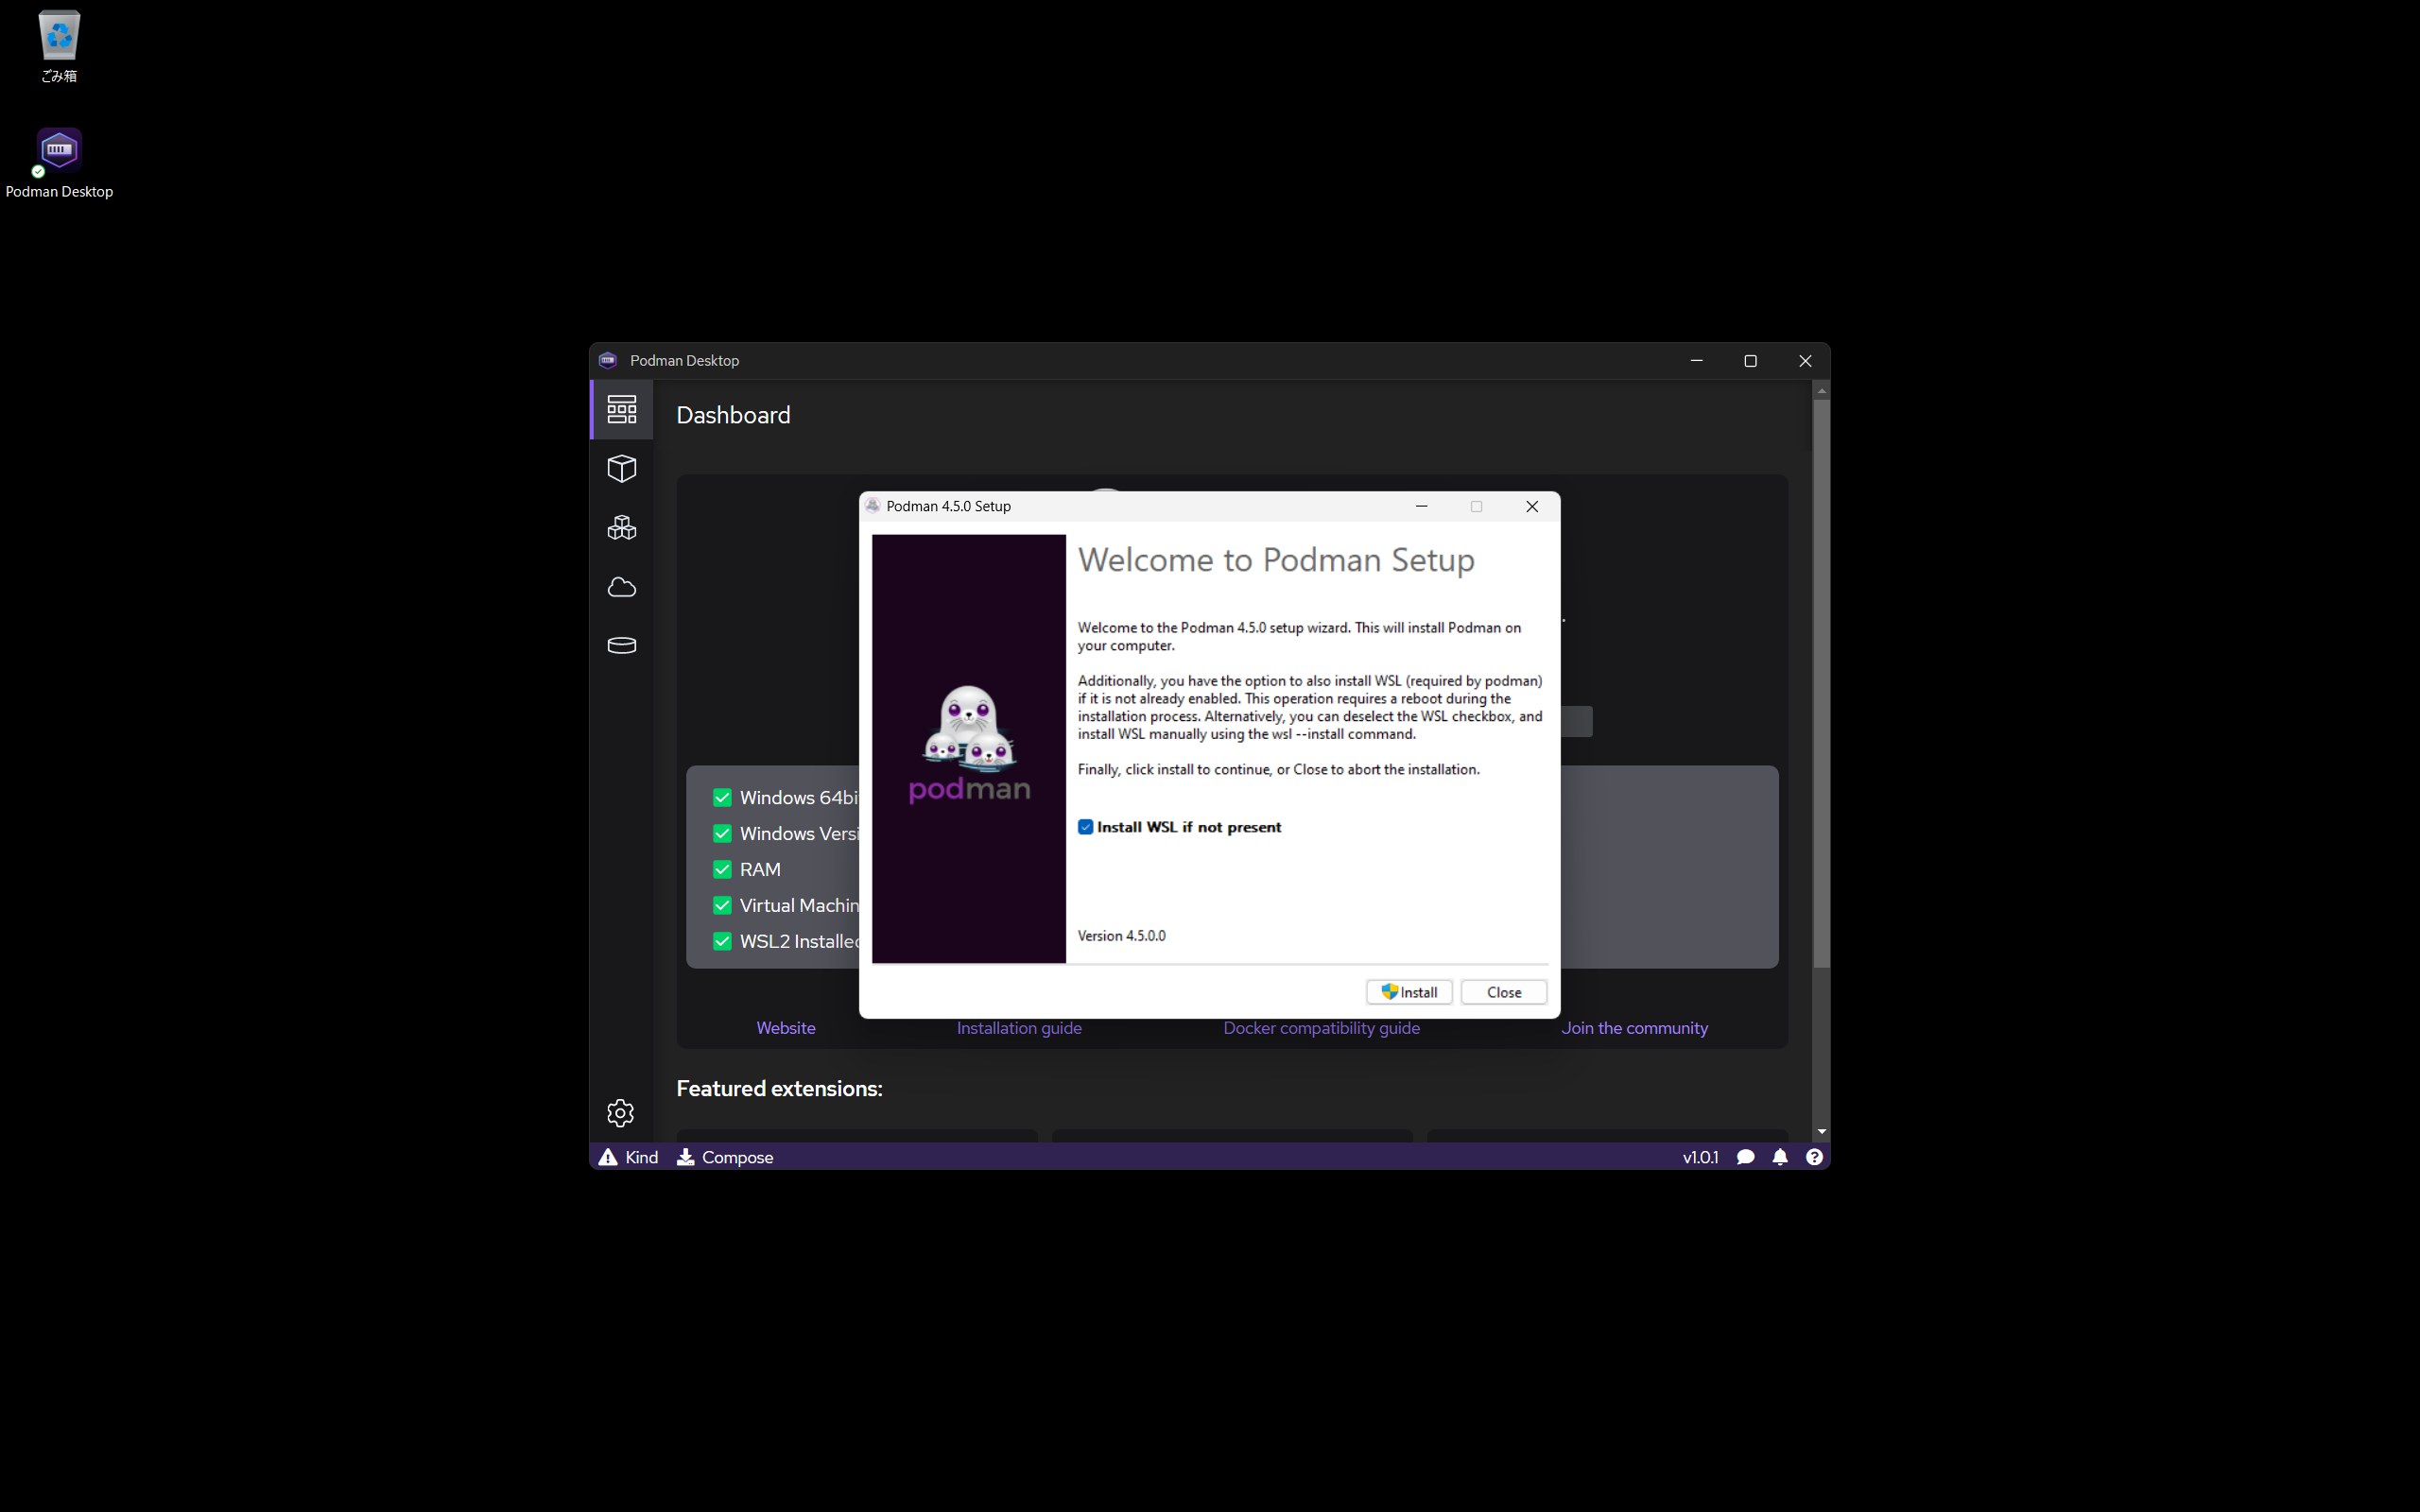 ごみ箱
Podman Desktop
Podman Desktop
Dashboard
Podman 4.5.0 Setup
Welcome to Podman Setup
Welcome to the Podman 4.5.0 setup wizard. This will install Podman on
your computer.
Additionally, you have the option to also install WSL (required by podman)
if it is not already enabled. This operation requires a reboot during the
installation process. Alternatively, you can deselect the WSL checkbox, and
install WSL manually using the wsl --install command.
Finally, click install to continue, or Close to abort the installation.
podman
Install WSL if not present
Version 4.5.0.0
Install
Close
Windows 64bi
Windows Versi
RAM
Virtual Machin
WSL2 Installed
Website
Installation guide
Docker compatibility guide
Join the community
Featured extensions:
Kind
Compose
v1.0.1